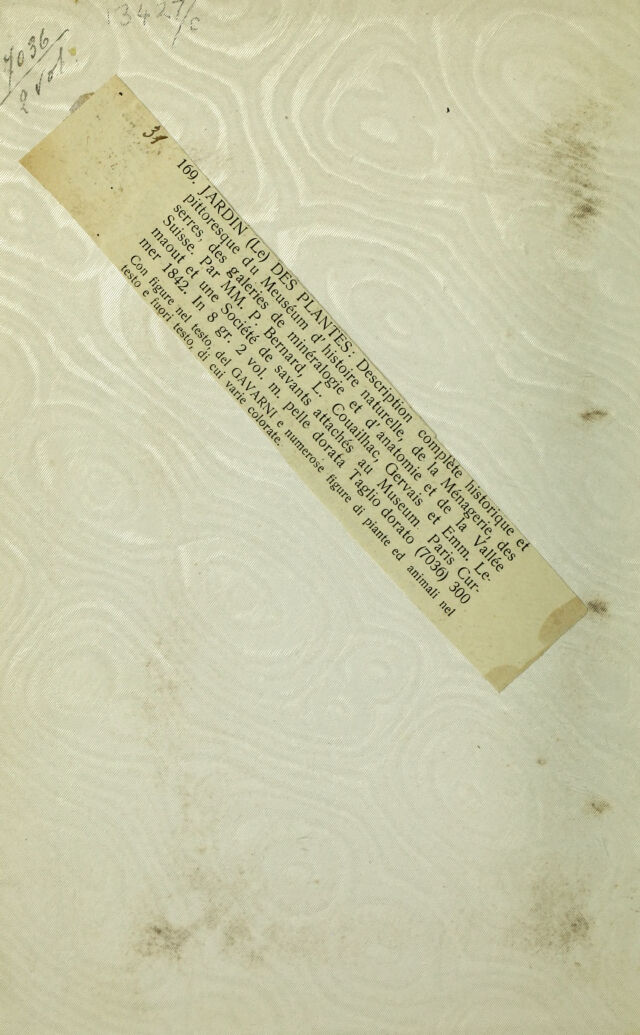 13427/c
7036
2 vol.
31
169. JARDIN (Le) DES PLANTES: Description complète historique et
pittoresque du Meuséum d'histoire naturelle, de la Ménagerie, des
serres, des galeries de minéralogie et d'anatomie et de la Vallée
Suisse. Par MM. P. Bernard, L. Couailhac, Gervais et Emm. Le-
maout et une Société de savants attachés au Museum. Paris Cur-
mer 1842. In 8 gr. 2 vol. m. pelle dorata Taglio dorato (7036) 300
Con figure nel testo, del GAVARNI e numerose figure di piante ed animali nel
testo e fuori testo, di cui varie colorate.